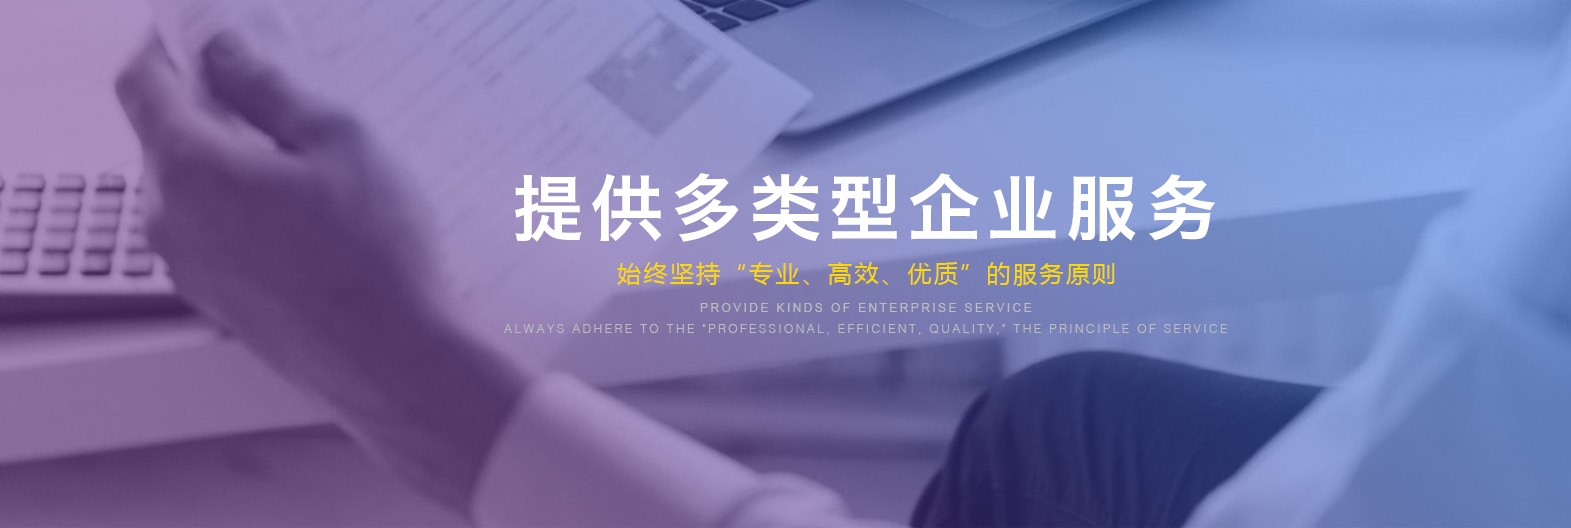 提供多类型企业服务
始终坚持“专业、高效、优质”的服务原则
PROVIDE KINDS OF ENTERPRISE SERVICE
ALWAYS ADHERE TO THE "PROFESSIONAL, EFFICIENT, QUALITY," THE PRINCIPLE OF SERVICE